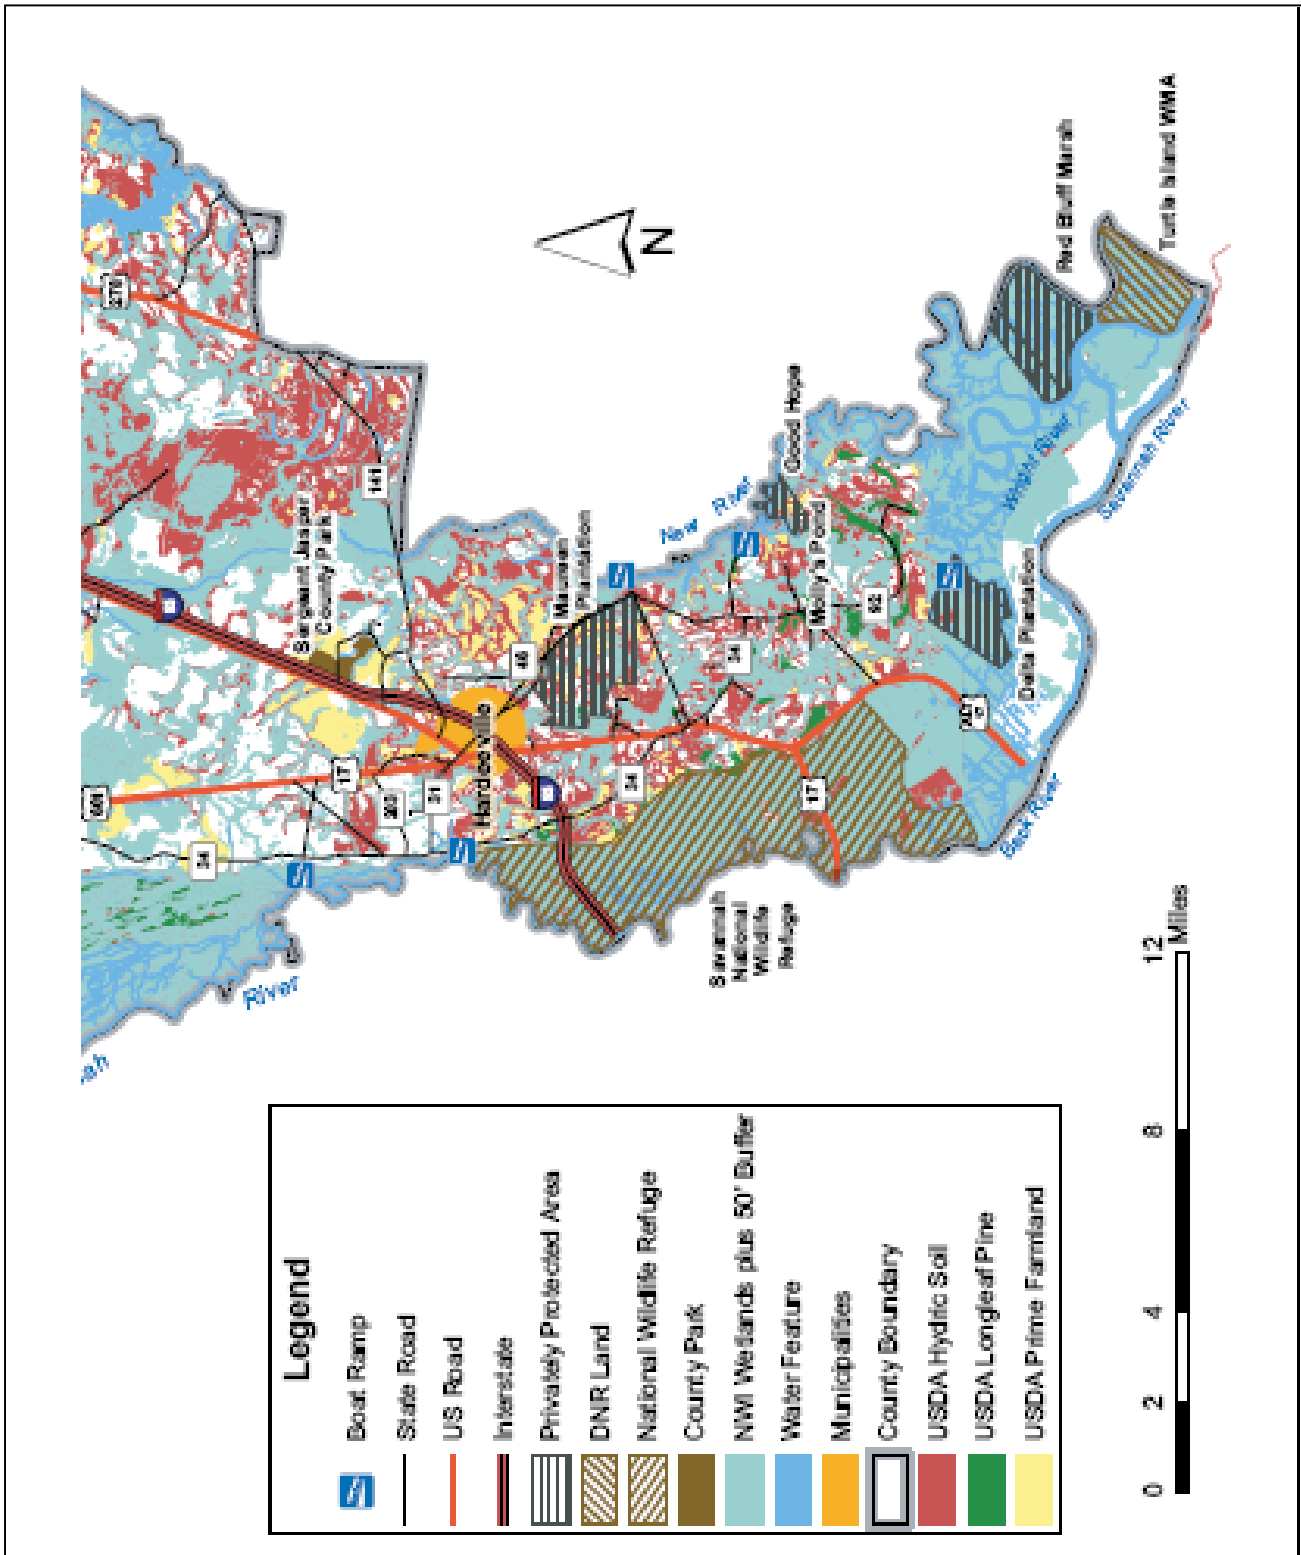 Legend
Boat Ramp
State Road
US Road
Interstate
Privately Protected Area
DNR Land
National Wildlife Refuge
County Park
NWI Wetlands plus 50' Buffer
Water Feature
Municipalities
County Boundary
USDA Hydric Soil
USDA Longleaf Pine
USDA Prime Farmland
0 2 4 8 12
Miles
N
River
34
17
278
141
Sergeant Jasper
County Park
Hardeeville
46
Plantation
New River
Good Hope
Molly's Pond
34
34
17
Savannah
National
Wildlife
Refuge
Delta Plantation
Back River
Wright River
Savannah River
Red Bluff Marsh
Turtle Island WMA